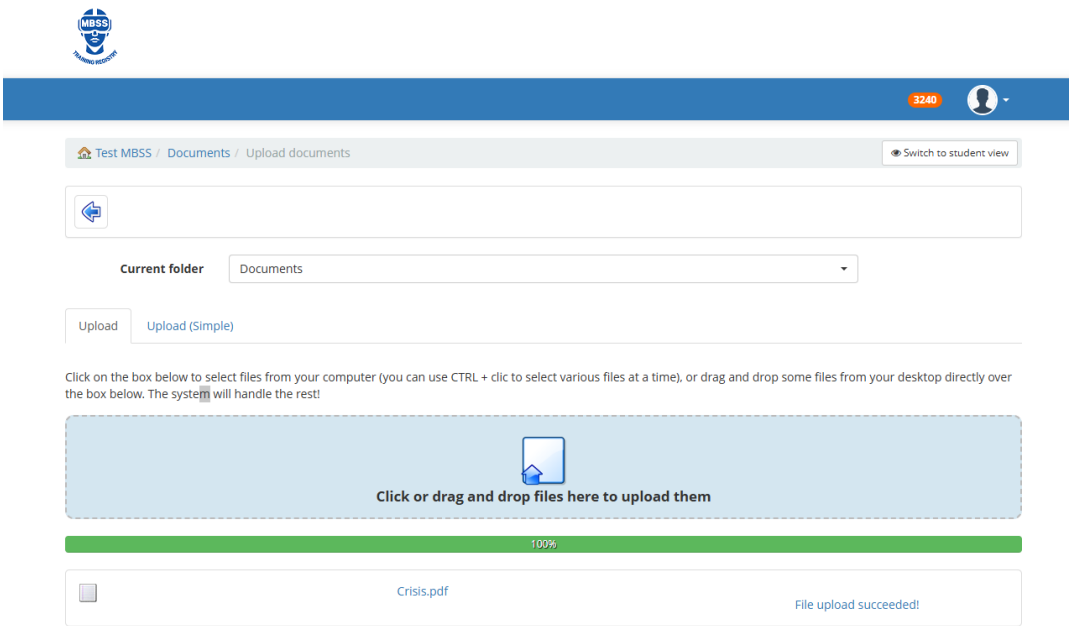 MBSS
TRAINING REGISTRY
3240
Test MBSS / Documents / Upload documents
Switch to student view
Current folder
Documents
Upload
Upload (Simple)
Click on the box below to select files from your computer (you can use CTRL + clic to select various files at a time), or drag and drop some files from your desktop directly over
the box below. The system will handle the rest!
Click or drag and drop files here to upload them
100%
Crisis.pdf
File upload succeeded!